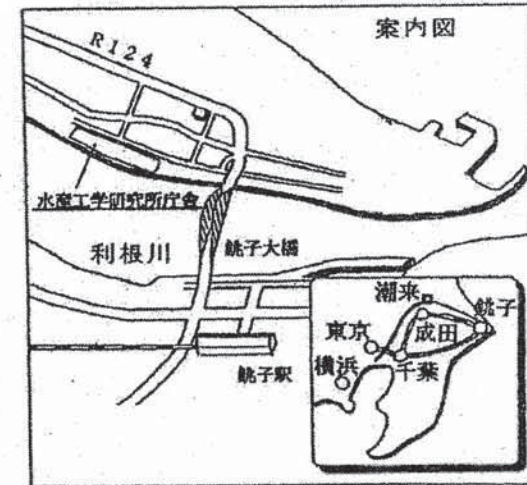 案内図
R124
水産工学研究所庁舎
利根川
銚子大橋
銚子駅
潮来
銚子
成田
東京
千葉
横浜